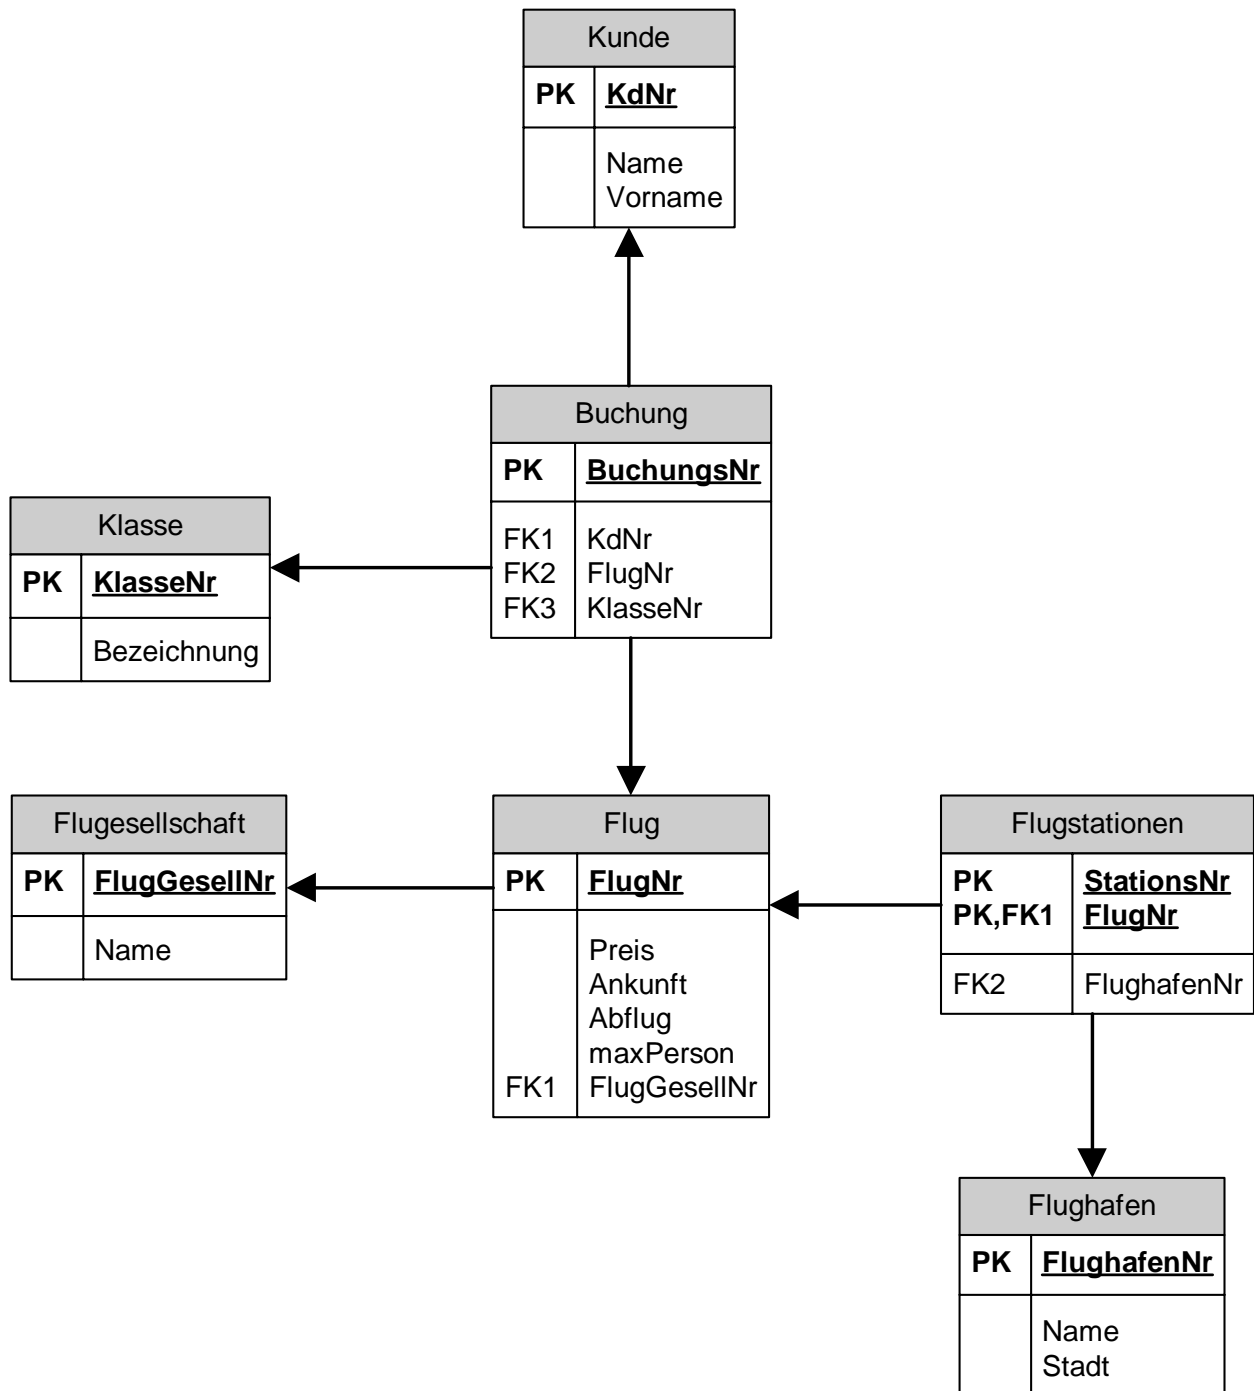 Kunde
PK KdNr
Name
Vorname
Buchung
PK BuchungsNr
FK1 KdNr
FK2 FlugNr
FK3 KlasseNr
Klasse
PK KlasseNr
Bezeichnung
Flugesellschaft
PK FlugGesellNr
Name
Flug
PK FlugNr
Preis
Ankunft
Abflug
maxPerson
FK1 FlugGesellNr
Flugstationen
PK StationsNr
PK,FK1 FlugNr
FK2 FlughafenNr
Flughafen
PK FlughafenNr
Name
Stadt